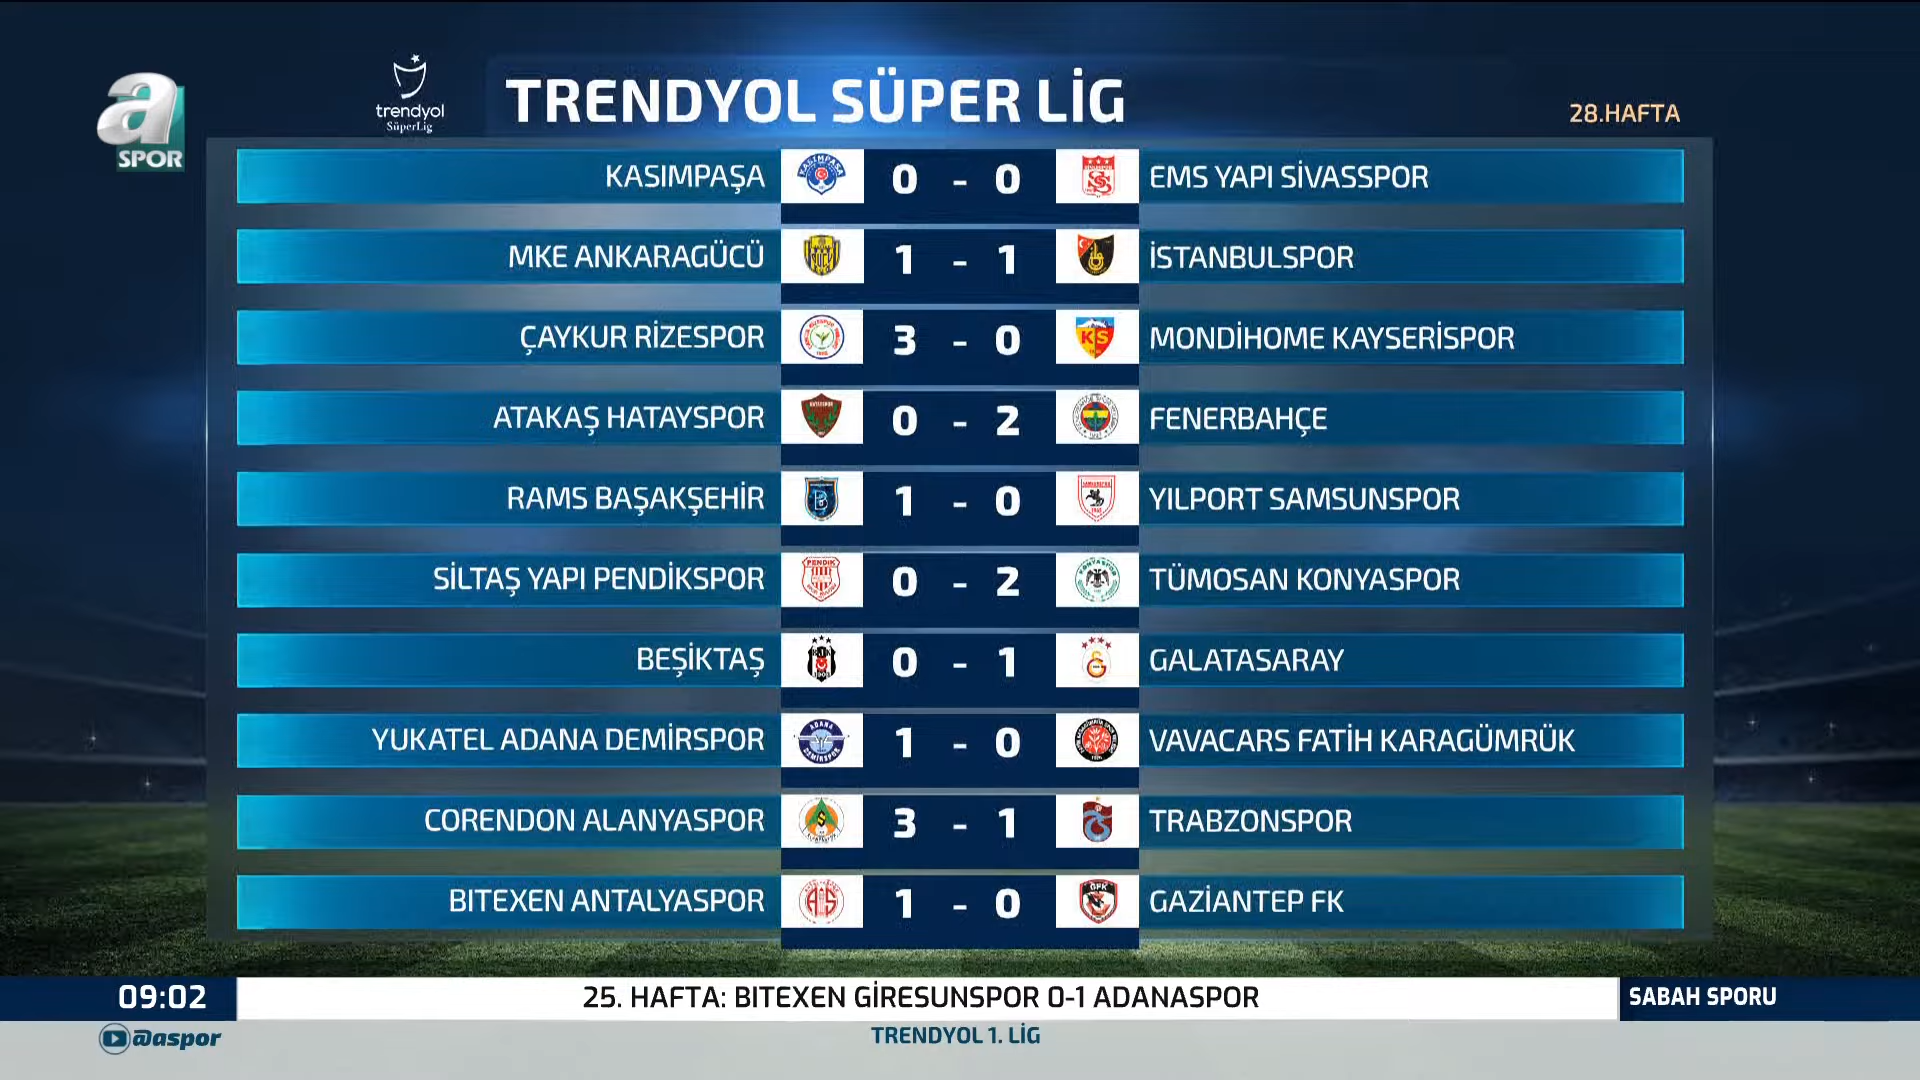 a
SPOR
trendyol
SüperLig
TRENDYOL SÜPER LİG
28.HAFTA
KASIMPAŞA 0 - 0 EMS YAPI SİVASSPOR
MKE ANKARAGÜCÜ 1 - 1 İSTANBULSPOR
ÇAYKUR RİZESPOR 3 - 0 MONDİHOME KAYSERİSPOR
ATAKAŞ HATAYSPOR 0 - 2 FENERBAHÇE
RAMS BAŞAKŞEHİR 1 - 0 YILPORT SAMSUNSPOR
SİLTAŞ YAPI PENDİKSPOR 0 - 2 TÜMOSAN KONYASPOR
BEŞİKTAŞ 0 - 1 GALATASARAY
YUKATEL ADANA DEMİRSPOR 1 - 0 VAVACARS FATİH KARAGÜMRÜK
CORENDON ALANYASPOR 3 - 1 TRABZONSPOR
BITEXEN ANTALYASPOR 1 - 0 GAZİANTEP FK
09:02 25. HAFTA: BITEXEN GİRESUNSPOR 0-1 ADANASPOR SABAH SPORU
@aspor TRENDYOL 1. LİG